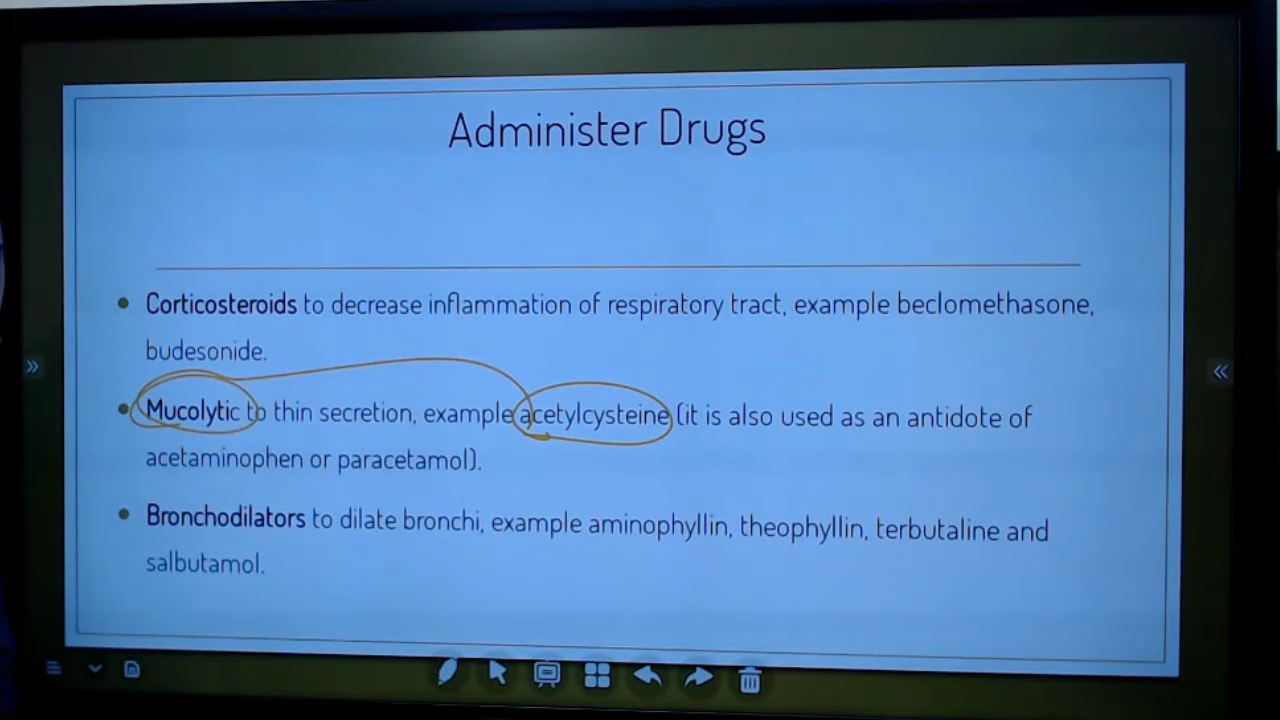 Administer Drugs
Corticosteroids to decrease inflammation of respiratory tract, example beclomethasone,
budesonide.
Mucolytic to thin secretion, example acetylcysteine (it is also used as an antidote of
acetaminophen or paracetamol).
Bronchodilators to dilate bronchi, example aminophyllin, theophyllin, terbutaline and
salbutamol.